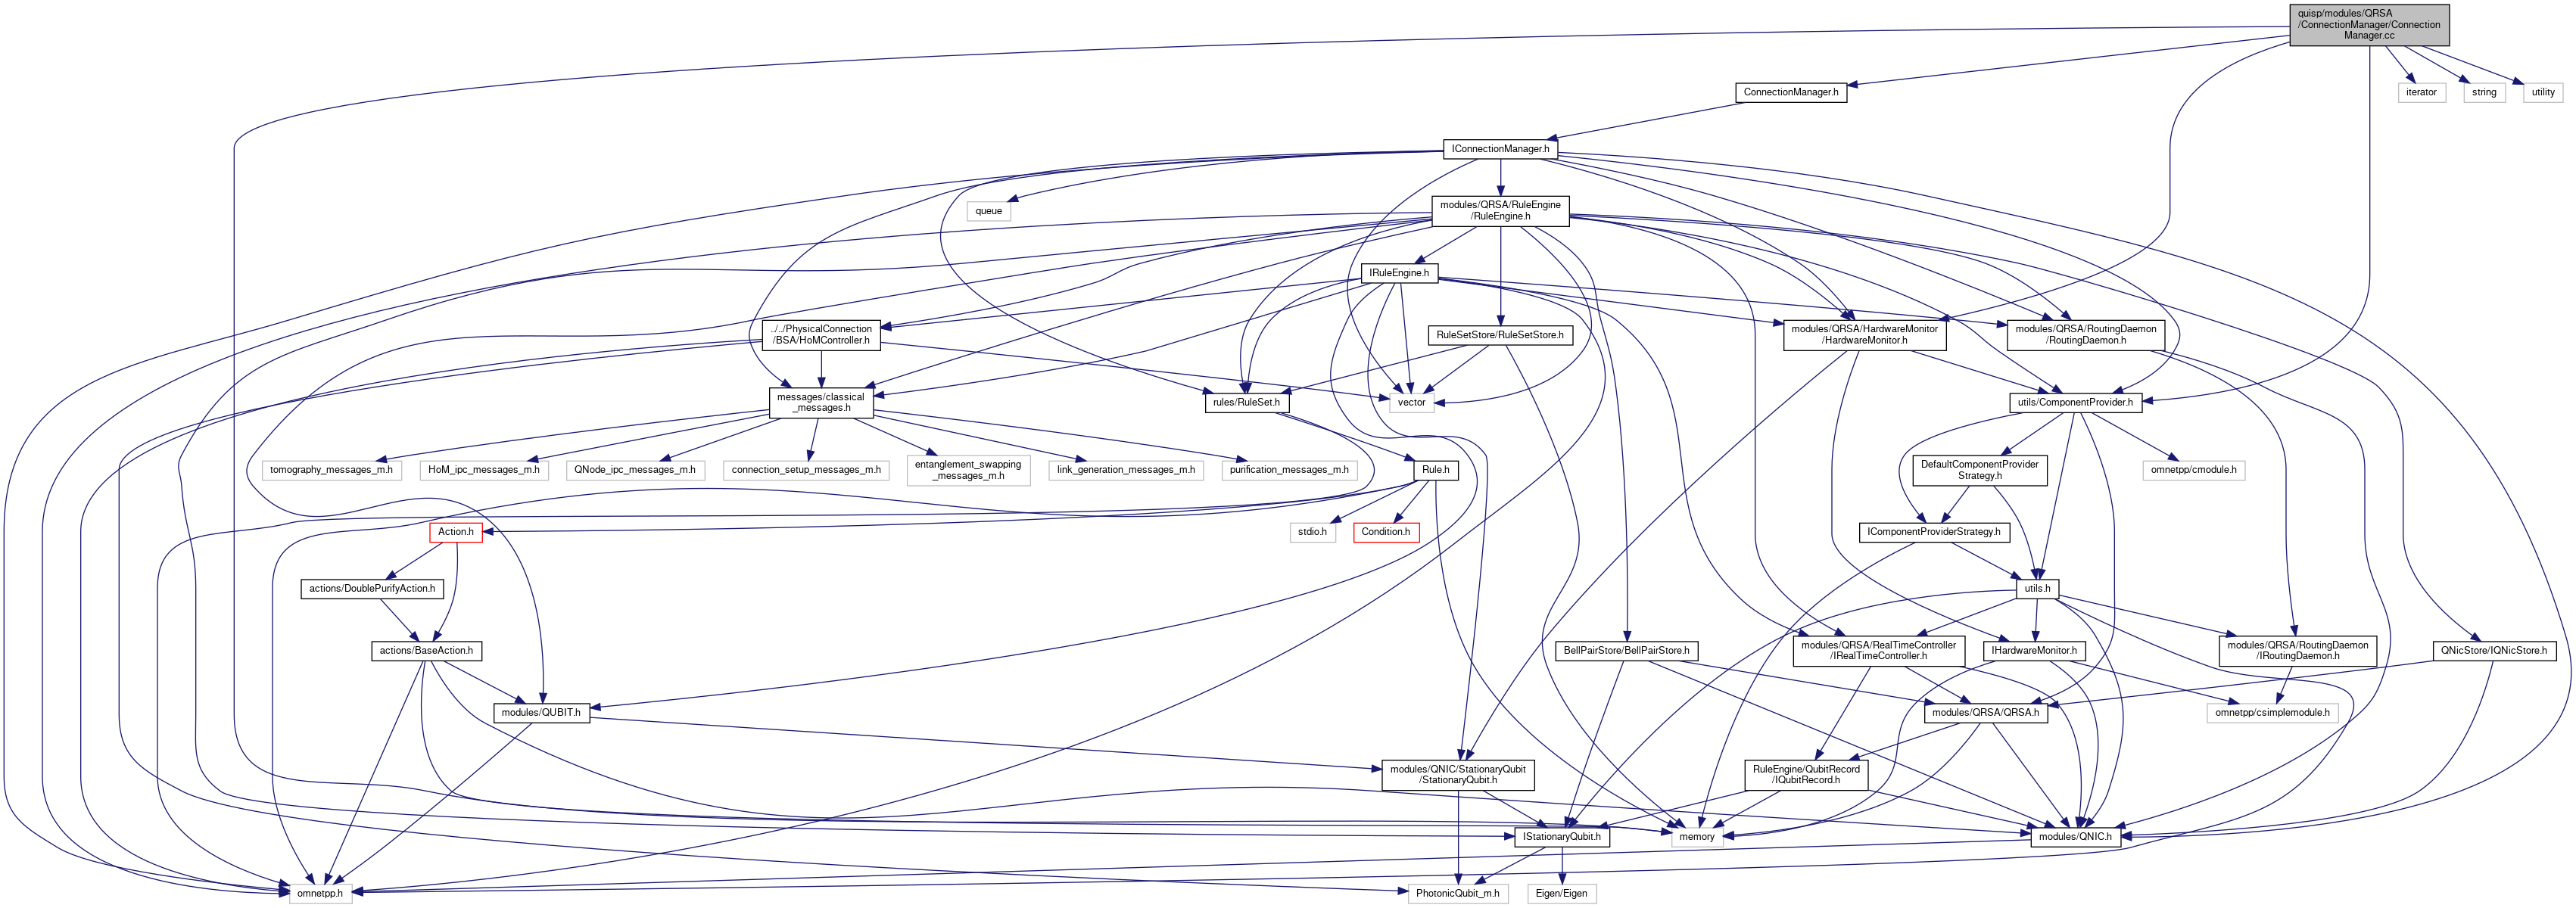 quisp/modules/QRSA
/ConnectionManager/Connection
Manager.cc
ConnectionManager.h
iterator
string
utility
IConnectionManager.h
queue
modules/QRSA/RuleEngine
/RuleEngine.h
IRuleEngine.h
../../PhysicalConnection
/BSA/HoMController.h
RuleSetStore/RuleSetStore.h
modules/QRSA/HardwareMonitor
/HardwareMonitor.h
modules/QRSA/RoutingDaemon
/RoutingDaemon.h
messages/classical
_messages.h
rules/RuleSet.h
vector
utils/ComponentProvider.h
tomography_messages_m.h
HoM_ipc_messages_m.h
QNode_ipc_messages_m.h
connection_setup_messages_m.h
entanglement_swapping
_messages_m.h
link_generation_messages_m.h
purification_messages_m.h
Rule.h
DefaultComponentProvider
Strategy.h
omnetpp/cmodule.h
Action.h
stdio.h
Condition.h
IComponentProviderStrategy.h
actions/DoublePurifyAction.h
utils.h
actions/BaseAction.h
BellPairStore/BellPairStore.h
modules/QRSA/RealTimeController
/IRealTimeController.h
IHardwareMonitor.h
modules/QRSA/RoutingDaemon
/IRoutingDaemon.h
QNicStore/IQNicStore.h
modules/QUBIT.h
modules/QRSA/QRSA.h
omnetpp/csimplemodule.h
modules/QNIC/StationaryQubit
/StationaryQubit.h
RuleEngine/QubitRecord
/IQubitRecord.h
IStationaryQubit.h
memory
modules/QNIC.h
omnetpp.h
PhotonicQubit_m.h
Eigen/Eigen